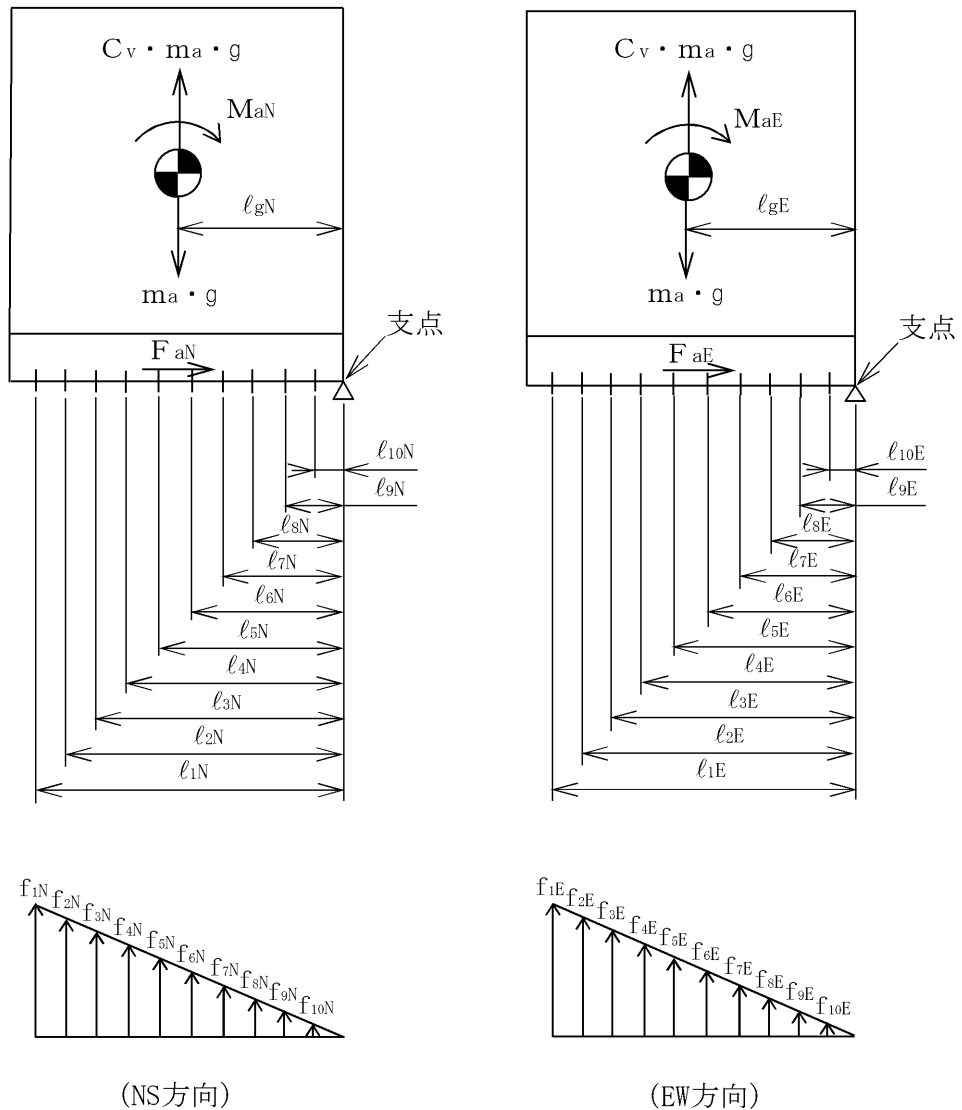 Cv・ma・g
MaN
ℓgN
ma・g
支点
FaN
ℓ10N
ℓ9N
ℓ8N
ℓ7N
ℓ6N
ℓ5N
ℓ4N
ℓ3N
ℓ2N
ℓ1N
f1N
f2N
f3N
f4N
f5N
f6N
f7N
f8N
f9N
f10N
(NS方向)
Cv・ma・g
MaE
ℓgE
ma・g
支点
FaE
ℓ10E
ℓ9E
ℓ8E
ℓ7E
ℓ6E
ℓ5E
ℓ4E
ℓ3E
ℓ2E
ℓ1E
f1E
f2E
f3E
f4E
f5E
f6E
f7E
f8E
f9E
f10E
(EW方向)